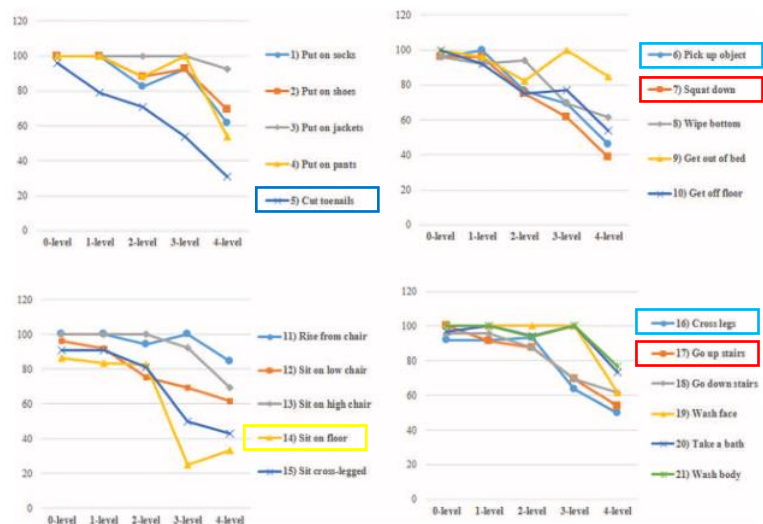 120
100
80
60
40
20
0
0-level 1-level 2-level 3-level 4-level
1) Put on socks
2) Put on shoes
3) Put on jackets
4) Put on pants
5) Cut toenails
120
100
80
60
40
20
0
0-level 1-level 2-level 3-level 4-level
6) Pick up object
7) Squat down
8) Wipe bottom
9) Get out of bed
10) Get off floor
120
100
80
60
40
20
0
0-level 1-level 2-level 3-level 4-level
11) Rise from chair
12) Sit on low chair
13) Sit on high chair
14) Sit on floor
15) Sit cross-legged
120
100
80
60
40
20
0
0-level 1-level 2-level 3-level 4-level
16) Cross legs
17) Go up stairs
18) Go down stairs
19) Wash face
20) Take a bath
21) Wash body